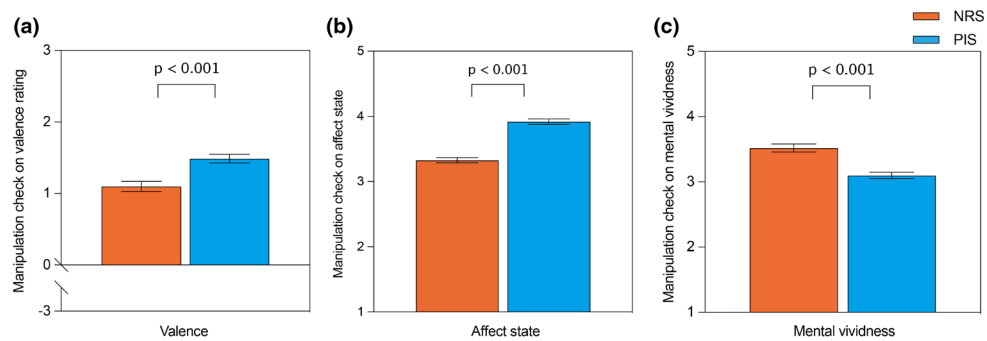 (a)
Manipulation check on valence rating
3
2
1
0
-3
p < 0.001
Valence
(b)
Manipulation check on affect state
5
4
3
2
1
p < 0.001
Affect state
(c)
NRS
PIS
Manipulation check on mental vividness
5
4
3
2
1
p < 0.001
Mental vividness